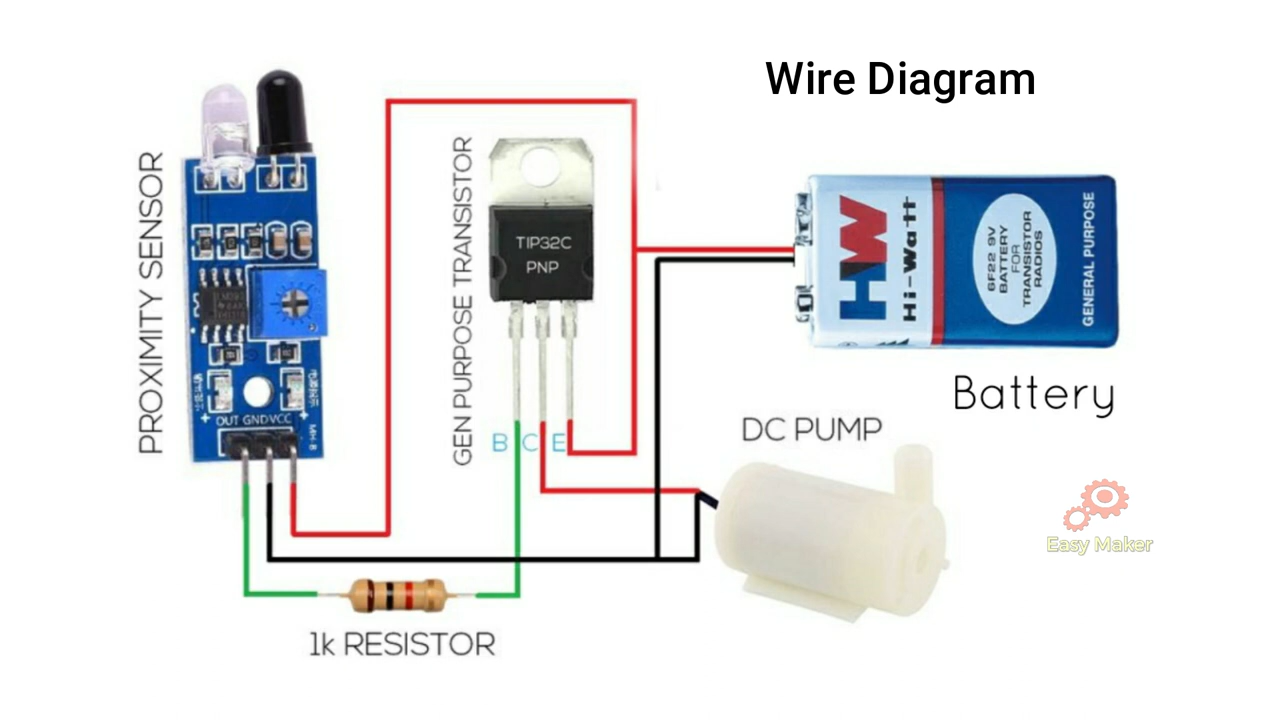 Wire Diagram
PROXIMITY SENSOR
OUT GND VCC
MH-B
GEN PURPOSE TRANSISTOR
TIP32C
PNP
B C E
HW
Hi-Watt
6F22 9V
BATTERY
FOR
TRANSISTOR
RADIOS
GENERAL PURPOSE
Battery
DC PUMP
Easy Maker
1k RESISTOR